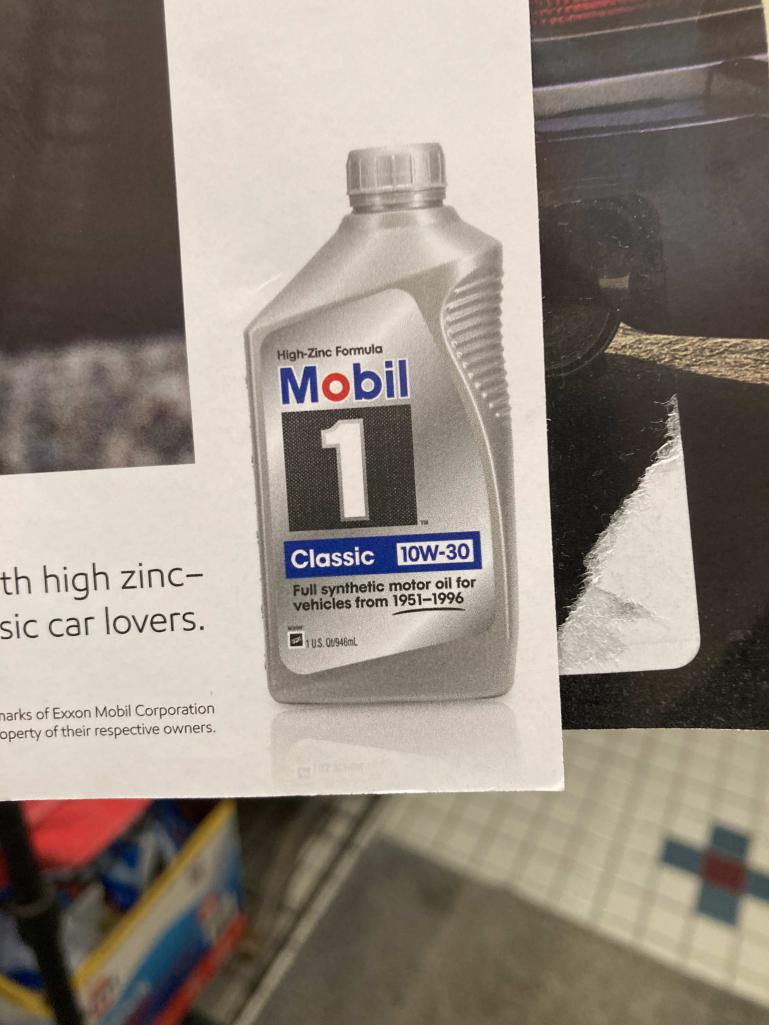 High-Zinc Formula
Mobil
1
™
Classic 10W-30
Full synthetic motor oil for
vehicles from 1951–1996
1 U.S. Qt/946mL
th high zinc–
sic car lovers.
marks of Exxon Mobil Corporation
operty of their respective owners.